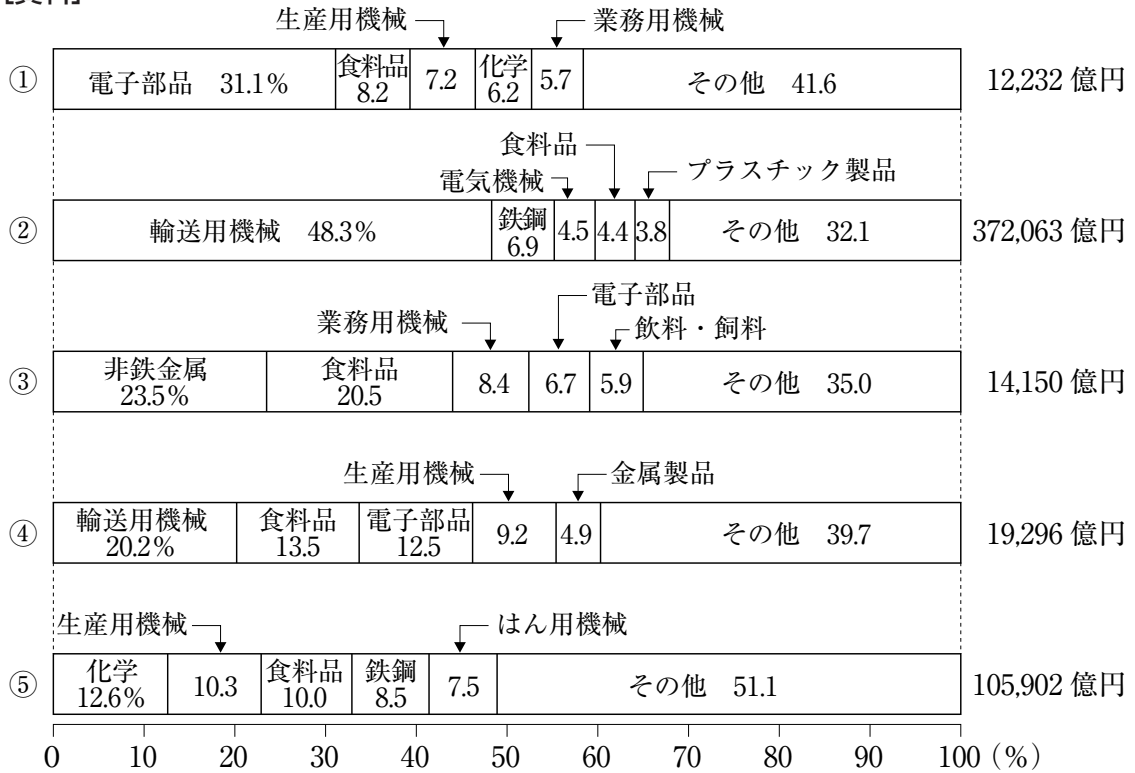 生産用機械 業務用機械
① 電子部品 31.1% 食料品 8.2 7.2 化学 6.2 5.7 その他 41.6 12,232 億円
食料品
電気機械 プラスチック製品
② 輸送用機械 48.3% 鉄鋼 6.9 4.5 4.4 3.8 その他 32.1 372,063 億円
電子部品
業務用機械 飲料・飼料
③ 非鉄金属 23.5% 食料品 20.5 8.4 6.7 5.9 その他 35.0 14,150 億円
生産用機械 金属製品
④ 輸送用機械 20.2% 食料品 13.5 電子部品 12.5 9.2 4.9 その他 39.7 19,296 億円
生産用機械 はん用機械
⑤ 化学 12.6% 10.3 食料品 10.0 鉄鋼 8.5 7.5 その他 51.1 105,902 億円
0 10 20 30 40 50 60 70 80 90 100 (%)